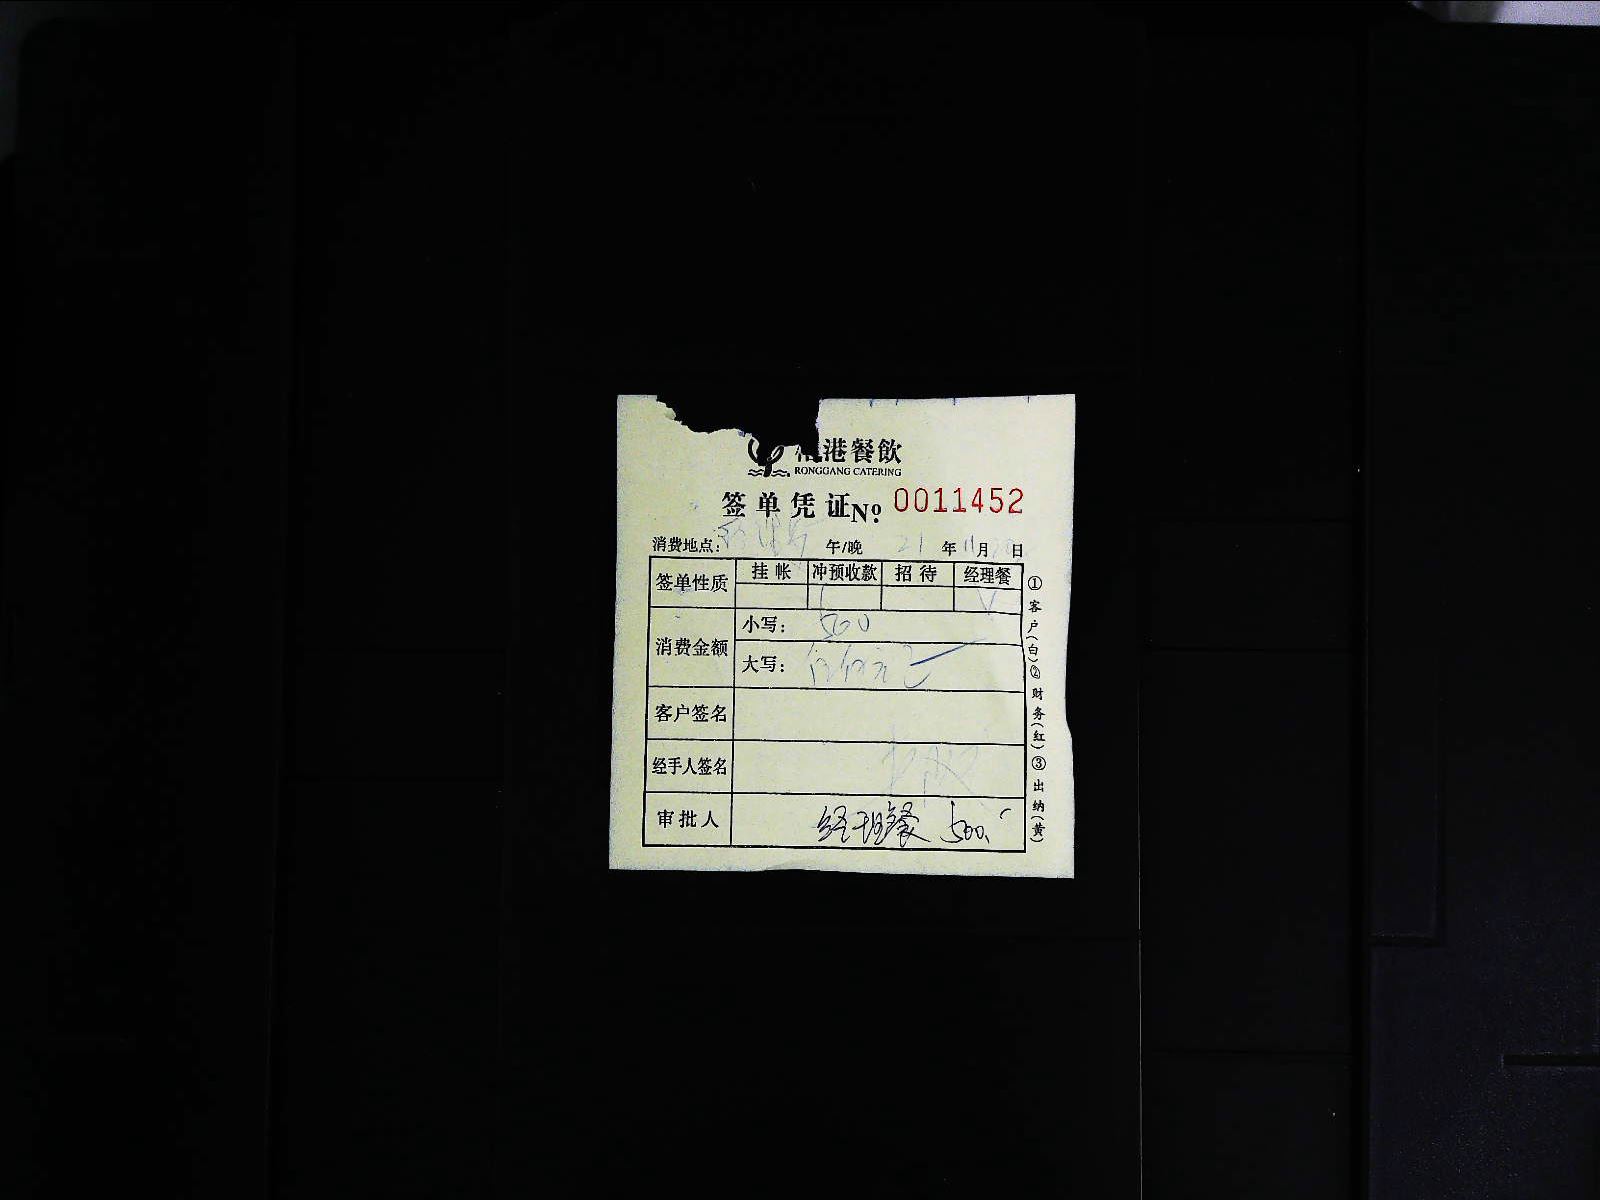 港餐飲
RONGGANG CATERING
签单凭证 Nº 0011452
消费地点： 午/晚 21 年 11 月 日
签单性质 挂帐 冲预收款 招待 经理餐
√
消费金额 小写： 500
大写：
客户签名
经手人签名
审批人 经理餐 500.
①客户(白)②财务(红)③出纳(黄)